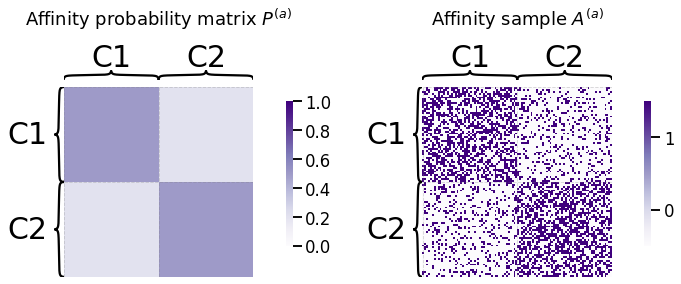 Affinity probability matrix P^(a)
C1 C2
C1
C2
1.0
0.8
0.6
0.4
0.2
0.0
Affinity sample A^(a)
C1 C2
C1
C2
1
0